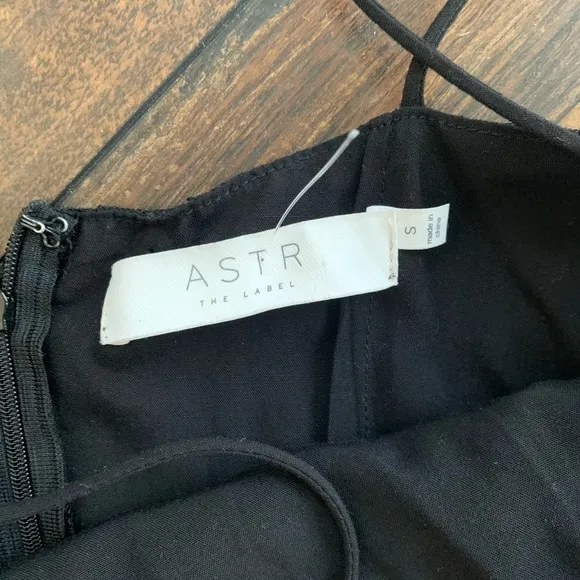 ASTR
THE LABEL
S
made in
china